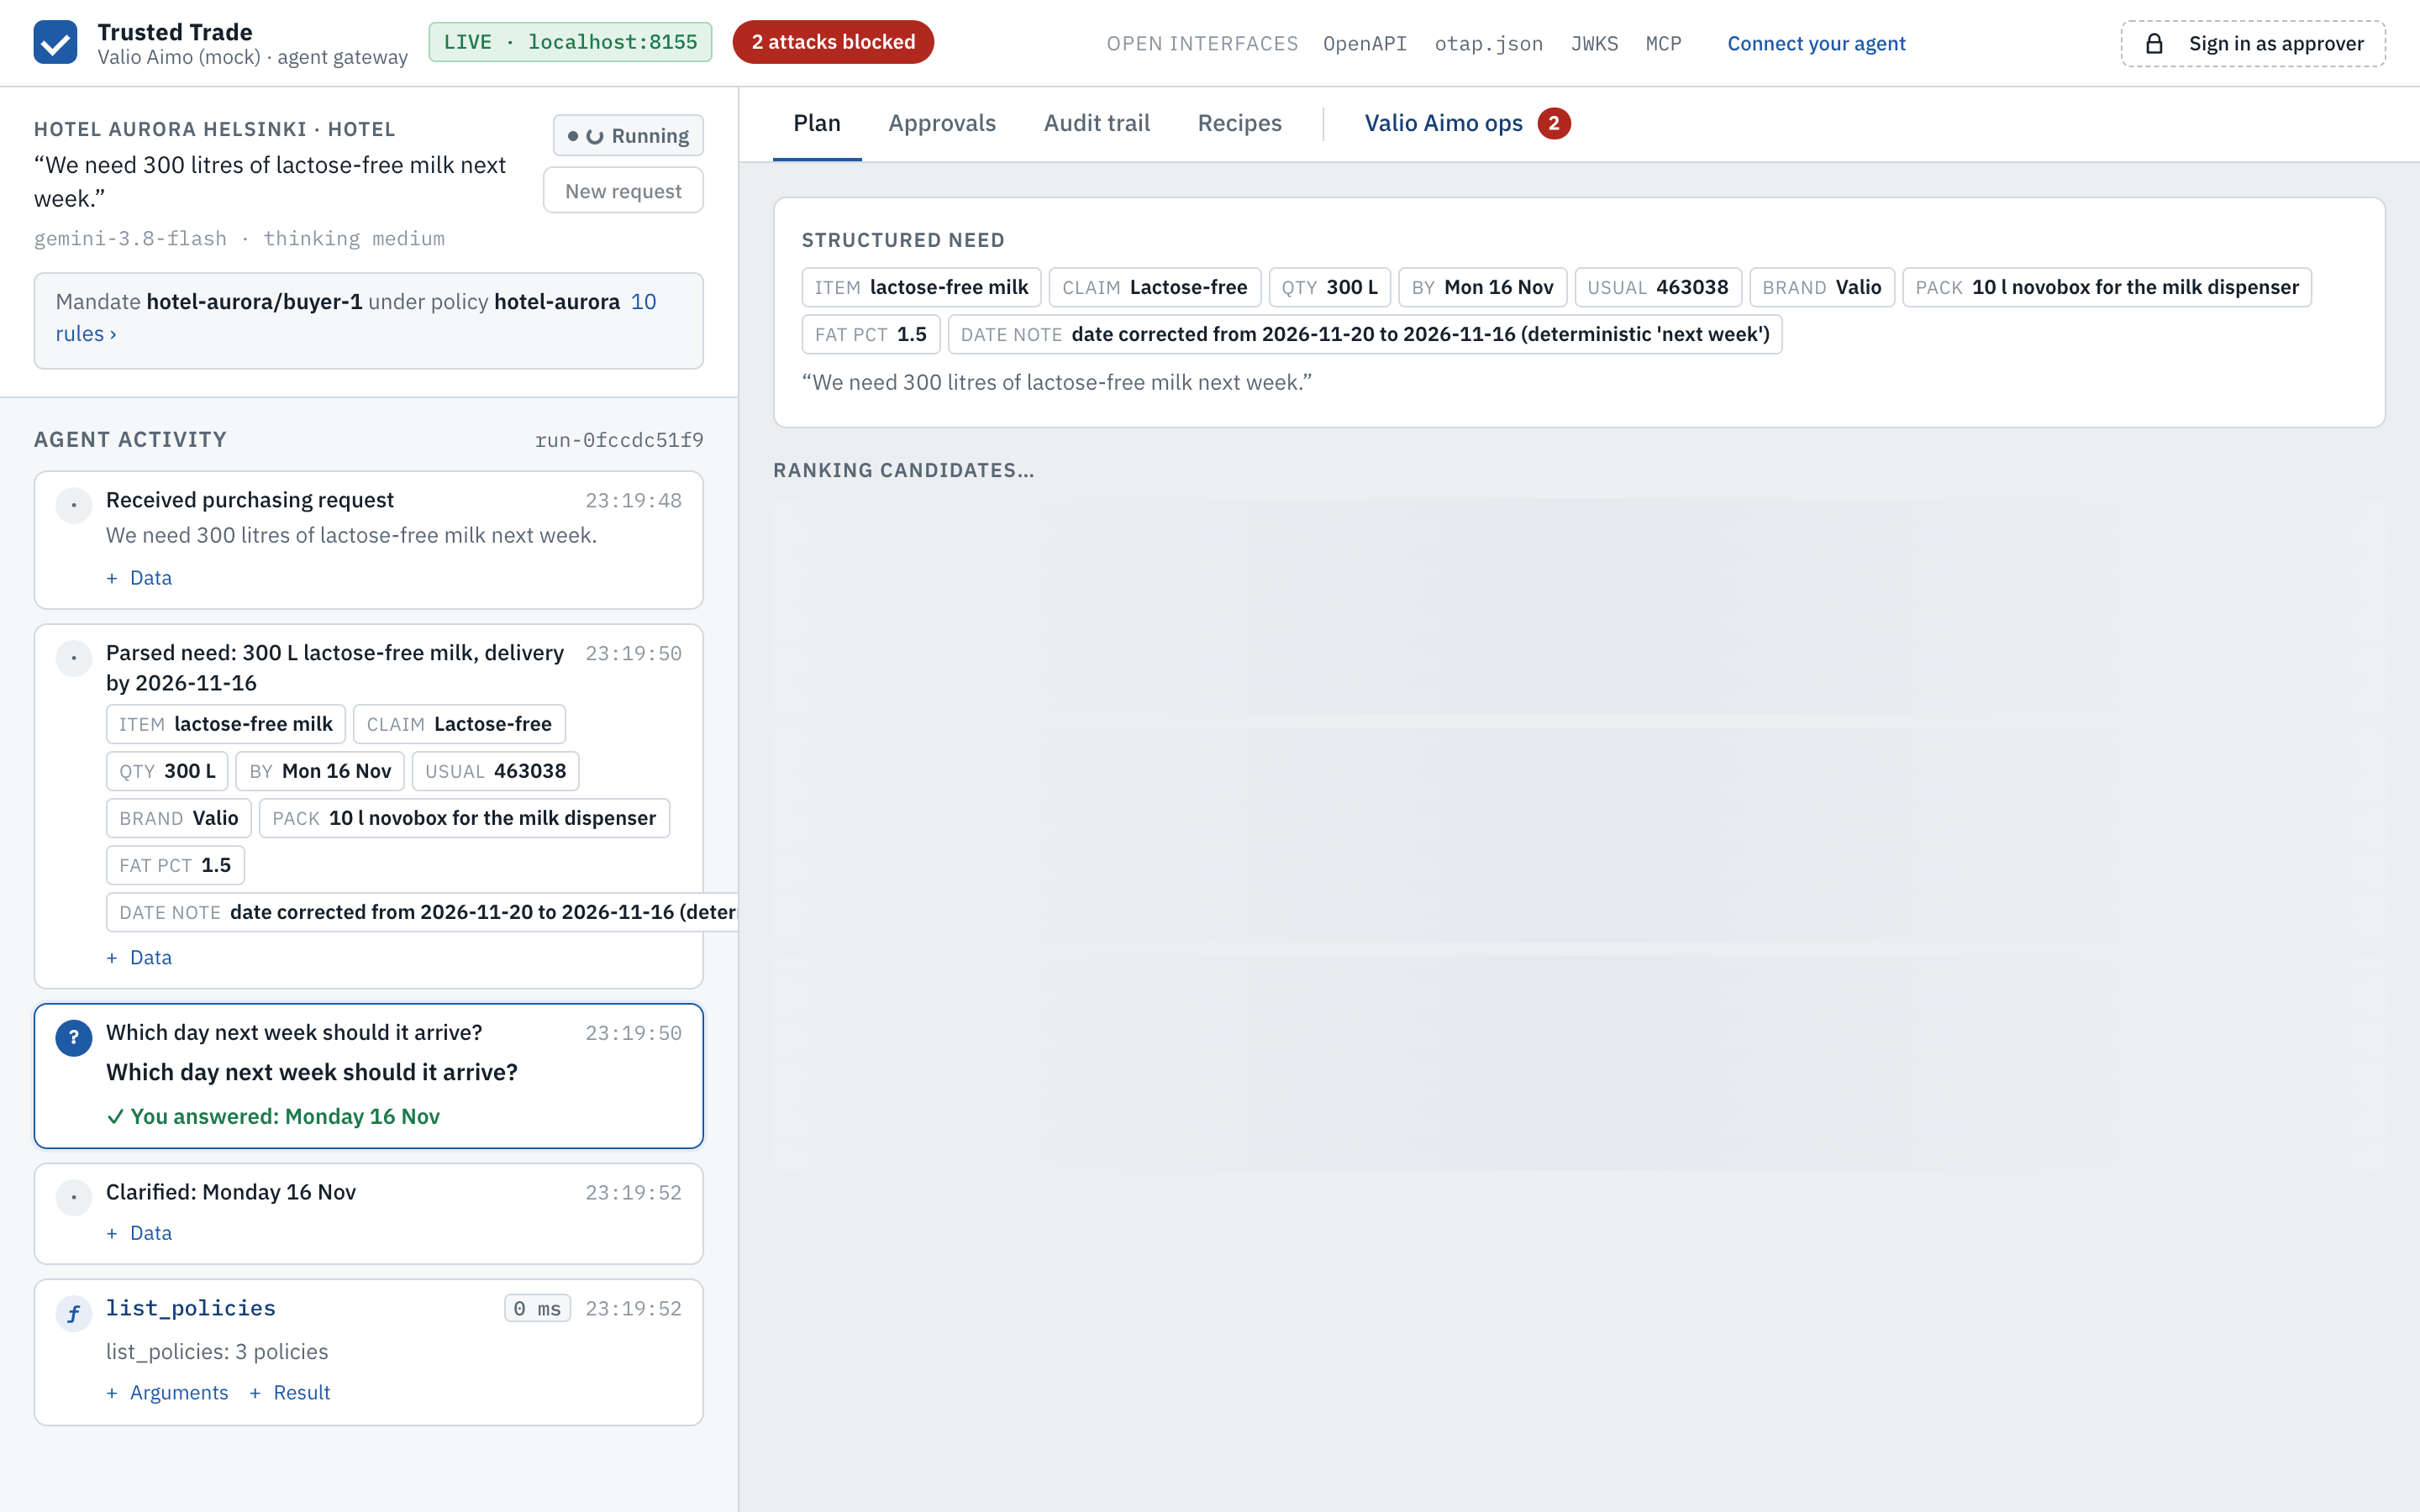 Trusted Trade
Valio Aimo (mock) · agent gateway
LIVE · localhost:8155
2 attacks blocked
OPEN INTERFACES OpenAPI otap.json JWKS MCP
Connect your agent
Sign in as approver
HOTEL AURORA HELSINKI · HOTEL
Running
“We need 300 litres of lactose-free milk next
week.”
New request
gemini-3.8-flash · thinking medium
Mandate hotel-aurora/buyer-1 under policy hotel-aurora 10
rules ›
AGENT ACTIVITY
run-0fccdc51f9
Received purchasing request 23:19:48
We need 300 litres of lactose-free milk next week.
+ Data
Parsed need: 300 L lactose-free milk, delivery 23:19:50
by 2026-11-16
ITEM lactose-free milk CLAIM Lactose-free
QTY 300 L BY Mon 16 Nov USUAL 463038
BRAND Valio PACK 10 l novobox for the milk dispenser
FAT PCT 1.5
DATE NOTE date corrected from 2026-11-20 to 2026-11-16 (deter
+ Data
? Which day next week should it arrive? 23:19:50
Which day next week should it arrive?
✓ You answered: Monday 16 Nov
Clarified: Monday 16 Nov 23:19:52
+ Data
ƒ list_policies 0 ms 23:19:52
list_policies: 3 policies
+ Arguments + Result
Plan Approvals Audit trail Recipes Valio Aimo ops 2
STRUCTURED NEED
ITEM lactose-free milk CLAIM Lactose-free QTY 300 L BY Mon 16 Nov USUAL 463038 BRAND Valio PACK 10 l novobox for the milk dispenser
FAT PCT 1.5 DATE NOTE date corrected from 2026-11-20 to 2026-11-16 (deterministic 'next week')
“We need 300 litres of lactose-free milk next week.”
RANKING CANDIDATES…